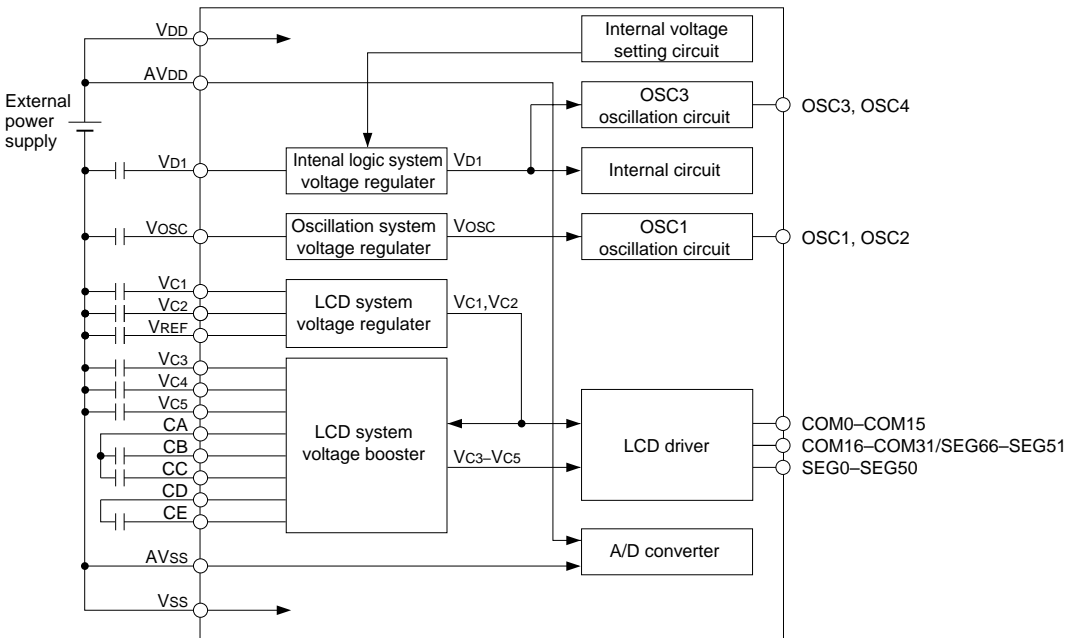 VDD
Internal voltage
setting circuit
AVDD
OSC3
oscillation circuit
OSC3, OSC4
External
power
supply
VD1
Intenal logic system
voltage regulater
VD1
Internal circuit
VOSC
Oscillation system
voltage regulater
VOSC
OSC1
oscillation circuit
OSC1, OSC2
VC1
VC2
VREF
LCD system
voltage regulater
VC1,VC2
VC3
VC4
VC5
CA
CB
CC
CD
CE
LCD system
voltage booster
VC3–VC5
LCD driver
COM0–COM15
COM16–COM31/SEG66–SEG51
SEG0–SEG50
A/D converter
AVSS
VSS